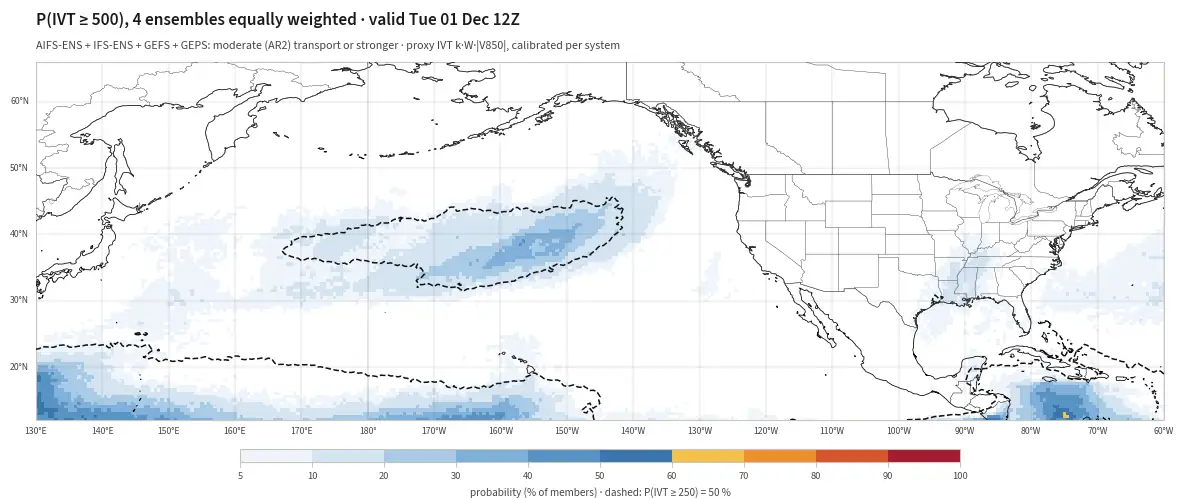 P(IVT ≥ 500), 4 ensembles equally weighted · valid Tue 01 Dec 12Z
AIFS-ENS + IFS-ENS + GEFS + GEPS: moderate (AR2) transport or stronger · proxy IVT k·W·|V850|, calibrated per system
60°N
50°N
40°N
30°N
20°N
130°E 140°E 150°E 160°E 170°E 180° 170°W 160°W 150°W 140°W 130°W 120°W 110°W 100°W 90°W 80°W 70°W 60°W
5 10 20 30 40 50 60 70 80 90 100
probability (% of members) · dashed: P(IVT ≥ 250) = 50 %